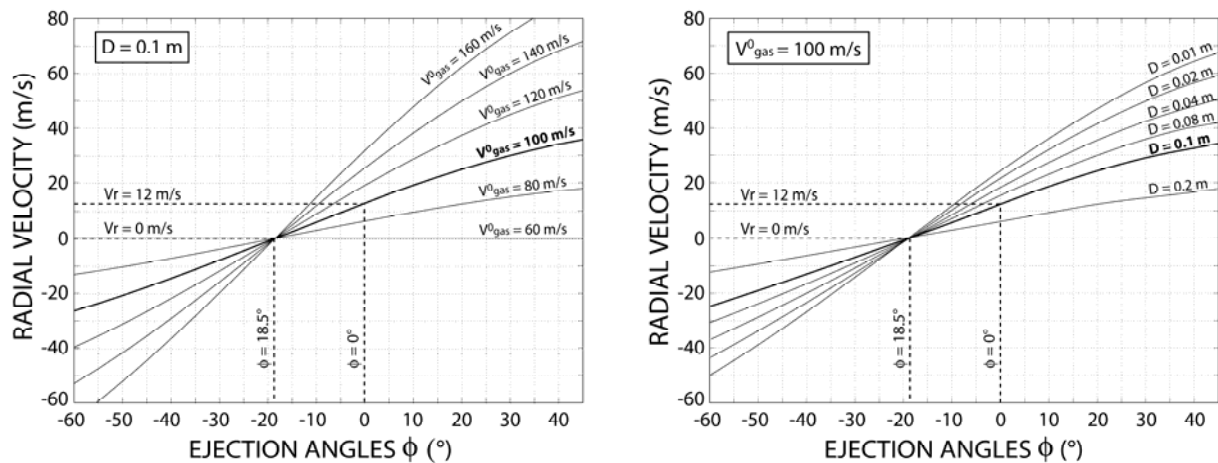 D = 0.1 m
RADIAL VELOCITY (m/s)
80
60
40
20
0
-20
-40
-60
V⁰gas = 160 m/s
V⁰gas = 140 m/s
V⁰gas = 120 m/s
V⁰gas = 100 m/s
V⁰gas = 80 m/s
V⁰gas = 60 m/s
Vr = 12 m/s
Vr = 0 m/s
ϕ = 18.5°
ϕ = 0°
-60 -50 -40 -30 -20 -10 0 10 20 30 40
EJECTION ANGLES ϕ (°)
V⁰gas = 100 m/s
RADIAL VELOCITY (m/s)
80
60
40
20
0
-20
-40
-60
D = 0.01 m
D = 0.02 m
D = 0.04 m
D = 0.08 m
D = 0.1 m
D = 0.2 m
Vr = 12 m/s
Vr = 0 m/s
ϕ = 18.5°
ϕ = 0°
-60 -50 -40 -30 -20 -10 0 10 20 30 40
EJECTION ANGLES ϕ (°)